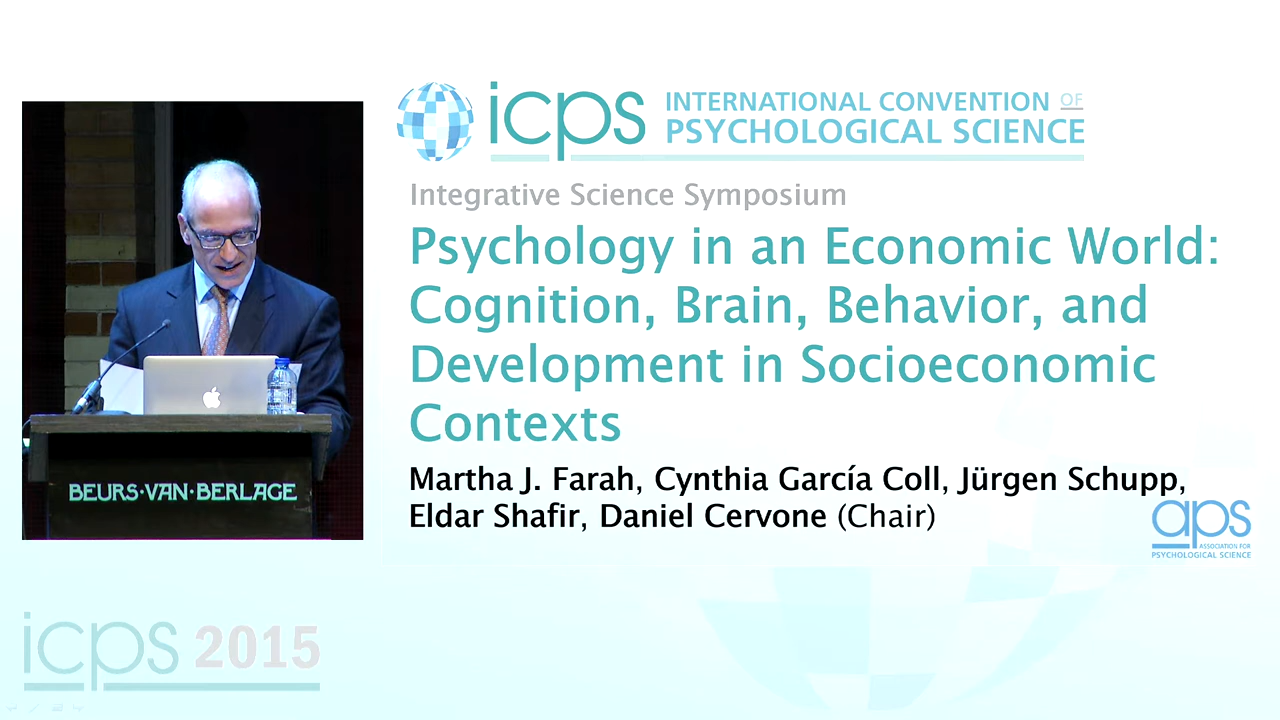 icps INTERNATIONAL CONVENTION OF
PSYCHOLOGICAL SCIENCE
Integrative Science Symposium
Psychology in an Economic World:
Cognition, Brain, Behavior, and
Development in Socioeconomic
Contexts
Martha J. Farah, Cynthia García Coll, Jürgen Schupp,
Eldar Shafir, Daniel Cervone (Chair)
BEURS·VAN·BERLAGE
aps
ASSOCIATION FOR
PSYCHOLOGICAL SCIENCE
icps 2015